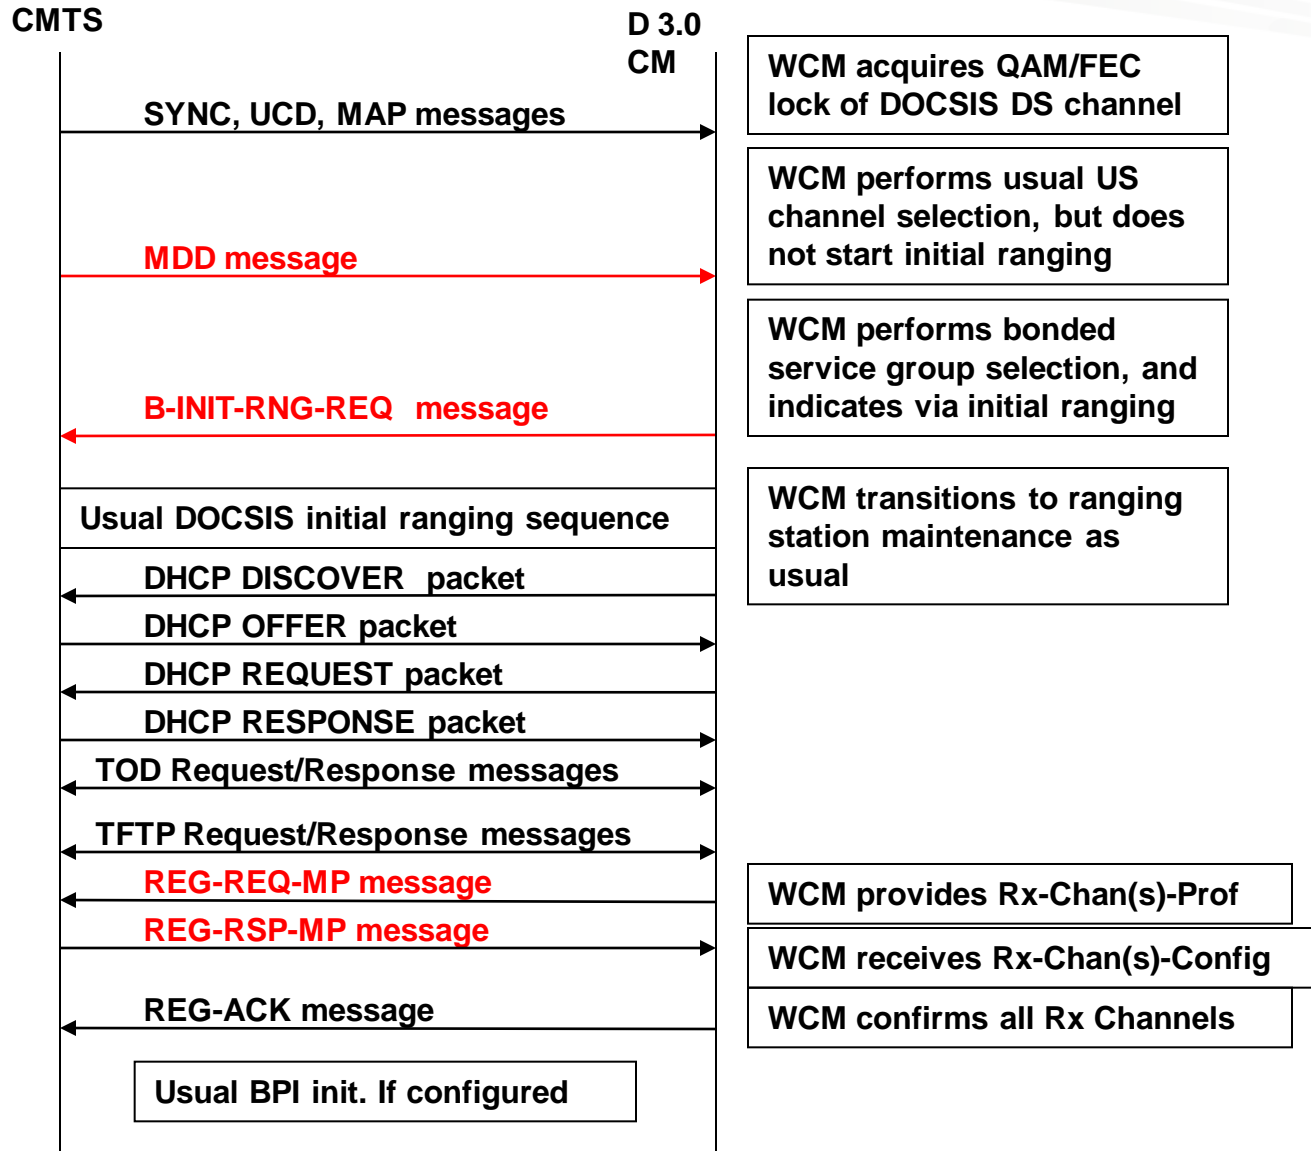 CMTS
D 3.0
CM
WCM acquires QAM/FEC
lock of DOCSIS DS channel
SYNC, UCD, MAP messages
WCM performs usual US
channel selection, but does
not start initial ranging
MDD message
WCM performs bonded
service group selection, and
indicates via initial ranging
B-INIT-RNG-REQ message
Usual DOCSIS initial ranging sequence
WCM transitions to ranging
station maintenance as
usual
DHCP DISCOVER packet
DHCP OFFER packet
DHCP REQUEST packet
DHCP RESPONSE packet
TOD Request/Response messages
TFTP Request/Response messages
REG-REQ-MP message
WCM provides Rx-Chan(s)-Prof
REG-RSP-MP message
WCM receives Rx-Chan(s)-Config
REG-ACK message
WCM confirms all Rx Channels
Usual BPI init. If configured